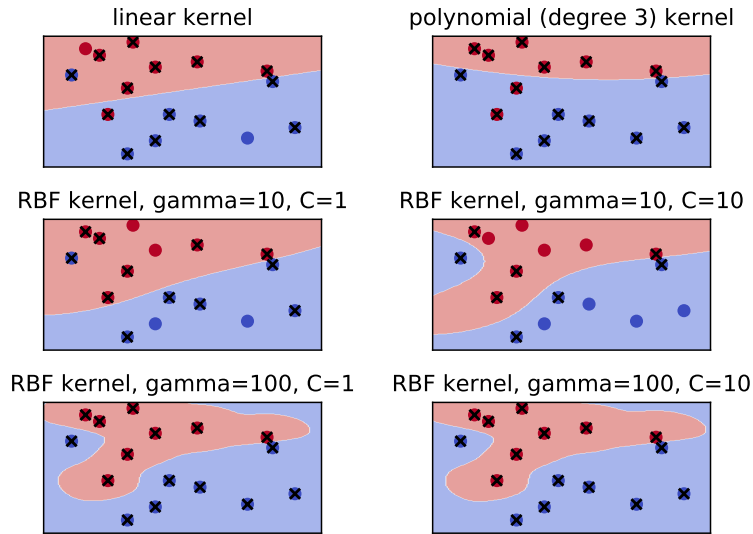 linear kernel
polynomial (degree 3) kernel
RBF kernel, gamma=10, C=1
RBF kernel, gamma=10, C=10
RBF kernel, gamma=100, C=1
RBF kernel, gamma=100, C=10